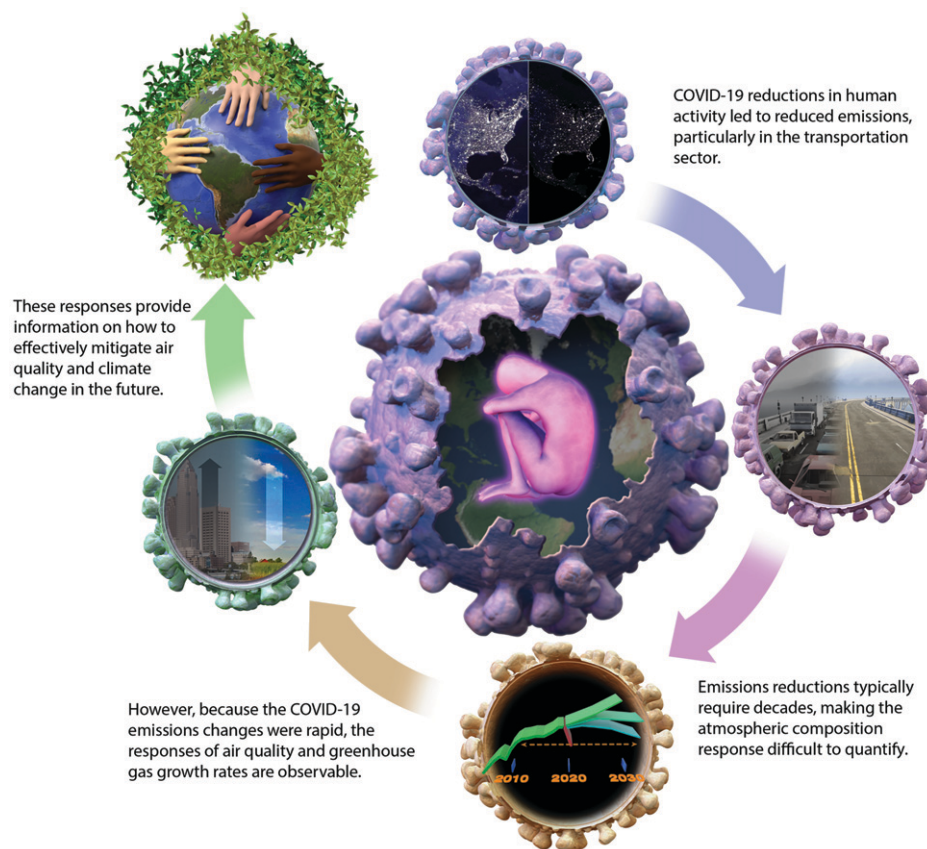 COVID-19 reductions in human
activity led to reduced emissions,
particularly in the transportation
sector.
These responses provide
information on how to
effectively mitigate air
quality and climate
change in the future.
Emissions reductions typically
require decades, making the
atmospheric composition
response difficult to quantify.
However, because the COVID-19
emissions changes were rapid, the
responses of air quality and greenhouse
gas growth rates are observable.
2010 2020 2030